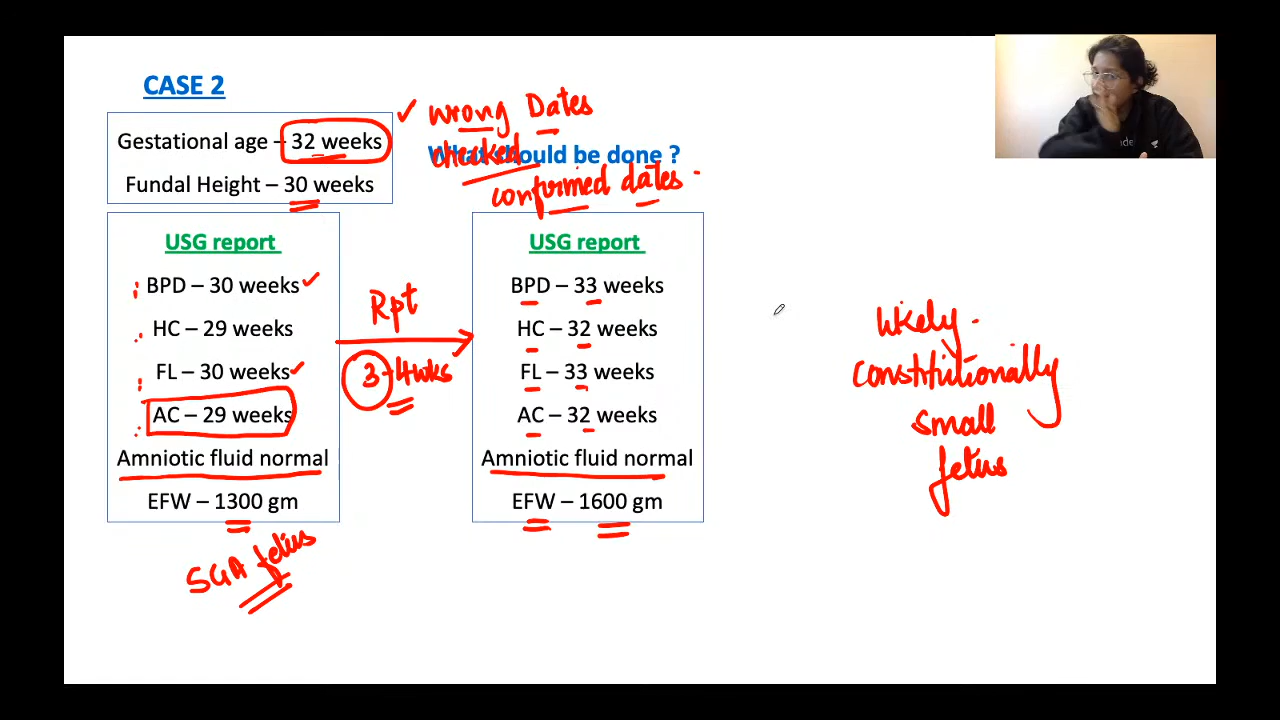 CASE 2
Gestational age – 32 weeks
Fundal Height – 30 weeks
✓ wrong Dates
checked
What should be done ?
confirmed dates.
USG report
BPD – 30 weeks ✓
HC – 29 weeks
FL – 30 weeks ✓
AC – 29 weeks
Amniotic fluid normal
EFW – 1300 gm
SGA fetus
Rpt
3-4wks
USG report
BPD – 33 weeks
HC – 32 weeks
FL – 33 weeks
AC – 32 weeks
Amniotic fluid normal
EFW – 1600 gm
likely.
constitutionally
small
fetus